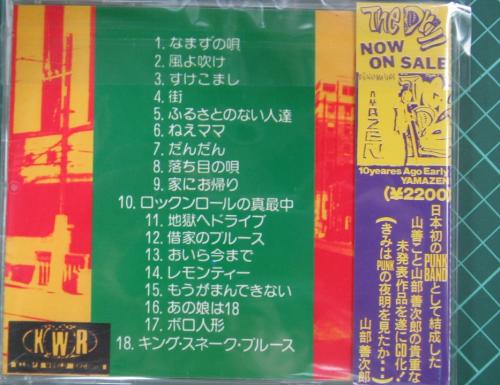 1. なまずの唄
2. 風よ吹け
3. すけこまし
4. 街
5. ふるさとのない人達
6. ねえママ
7. だんだん
8. 落ち目の唄
9. 家にお帰り
10. ロックンロールの真最中
11. 地獄へドライブ
12. 借家のブルース
13. おいら今まで
14. レモンティー
15. もうがまんできない
16. あの娘は18
17. ボロ人形
18. キング・スネーク・ブルース
KWR
The Dky
NOW
ON SALE
YAZEN
10yeares Ago Early
YAMAZEN
(税2200)
日本初のPUNK BANDとして結成した
山善こと山部善次郎の貴重な
未発表作品を遂にCD化!
(きみはPUNKの夜明を見たか…)
山部善次郎